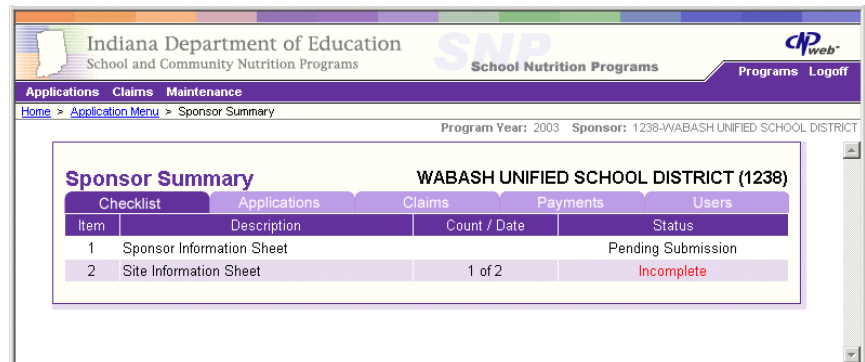 Indiana Department of Education
School and Community Nutrition Programs
SNP
School Nutrition Programs
CNPweb
Programs Logoff
Applications Claims Maintenance
Home > Application Menu > Sponsor Summary
Program Year: 2003 Sponsor: 1238-WABASH UNIFIED SCHOOL DISTRICT
Sponsor Summary WABASH UNIFIED SCHOOL DISTRICT (1238)
Checklist Applications Claims Payments Users
Item Description Count / Date Status
1 Sponsor Information Sheet Pending Submission
2 Site Information Sheet 1 of 2 Incomplete